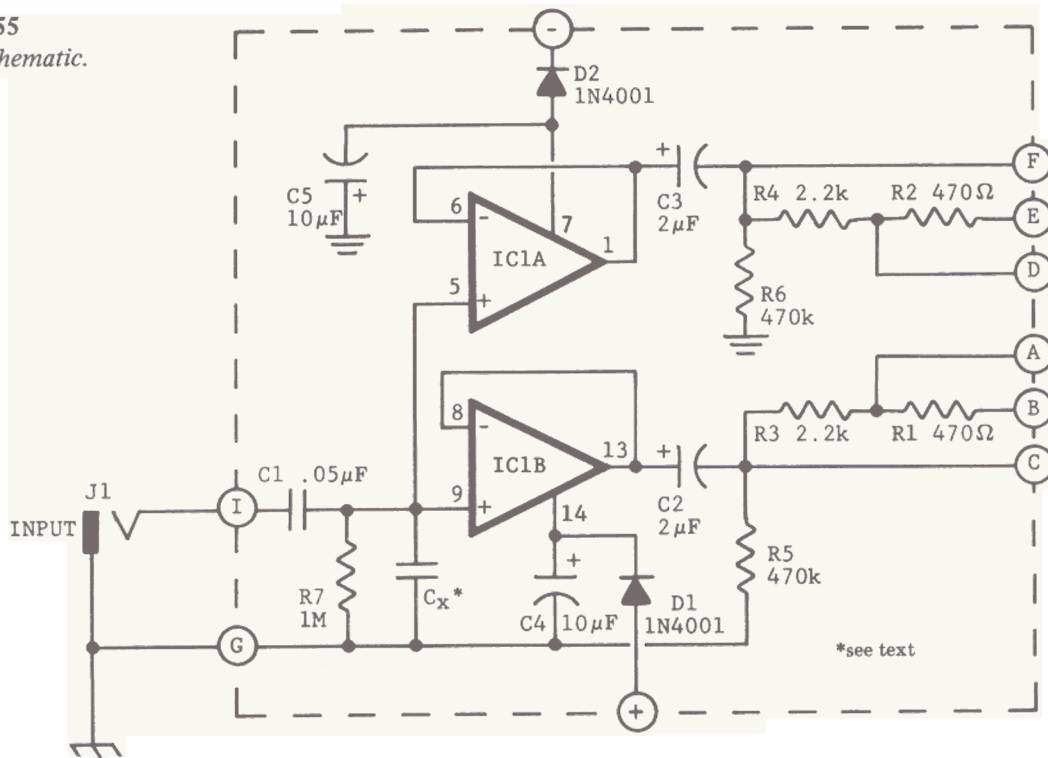 55
hematic.
-
D2
1N4001
C5
10μF
+
6
-
7
IC1A
1
5
+
+
C3
2μF
F
R4 2.2k
R2 470Ω
E
D
R6
470k
A
8
-
B
R3 2.2k
R1 470Ω
IC1B
13
+
C
C1 .05μF
C2
2μF
J1
INPUT
I
9
+
14
+
R5
470k
R7
1M
Cx*
C4 10μF
D1
1N4001
G
*see text
+